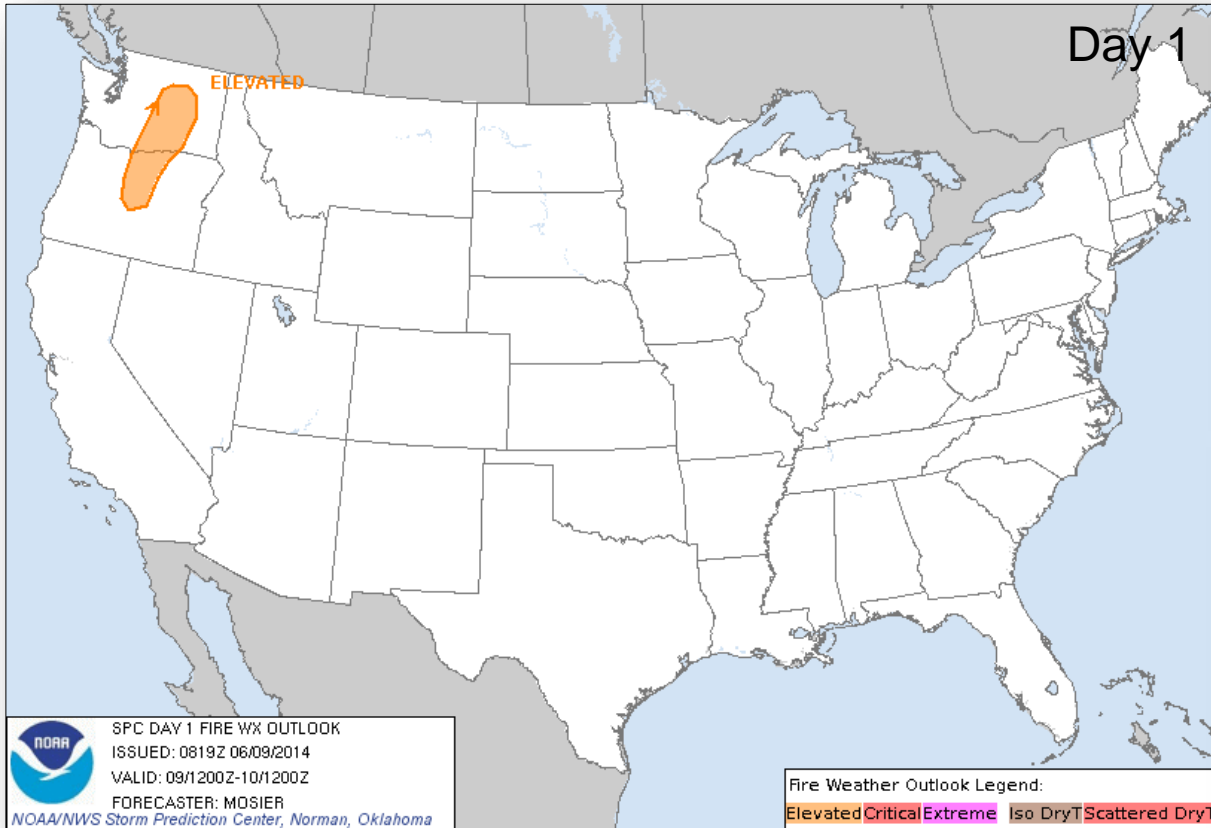 Day 1
ELEVATED
NOAA
SPC DAY 1 FIRE WX OUTLOOK
ISSUED: 0819Z 06/09/2014
VALID: 09/1200Z-10/1200Z
FORECASTER: MOSIER
NOAA/NWS Storm Prediction Center, Norman, Oklahoma
Fire Weather Outlook Legend:
Elevated Critical Extreme Iso DryT Scattered DryT